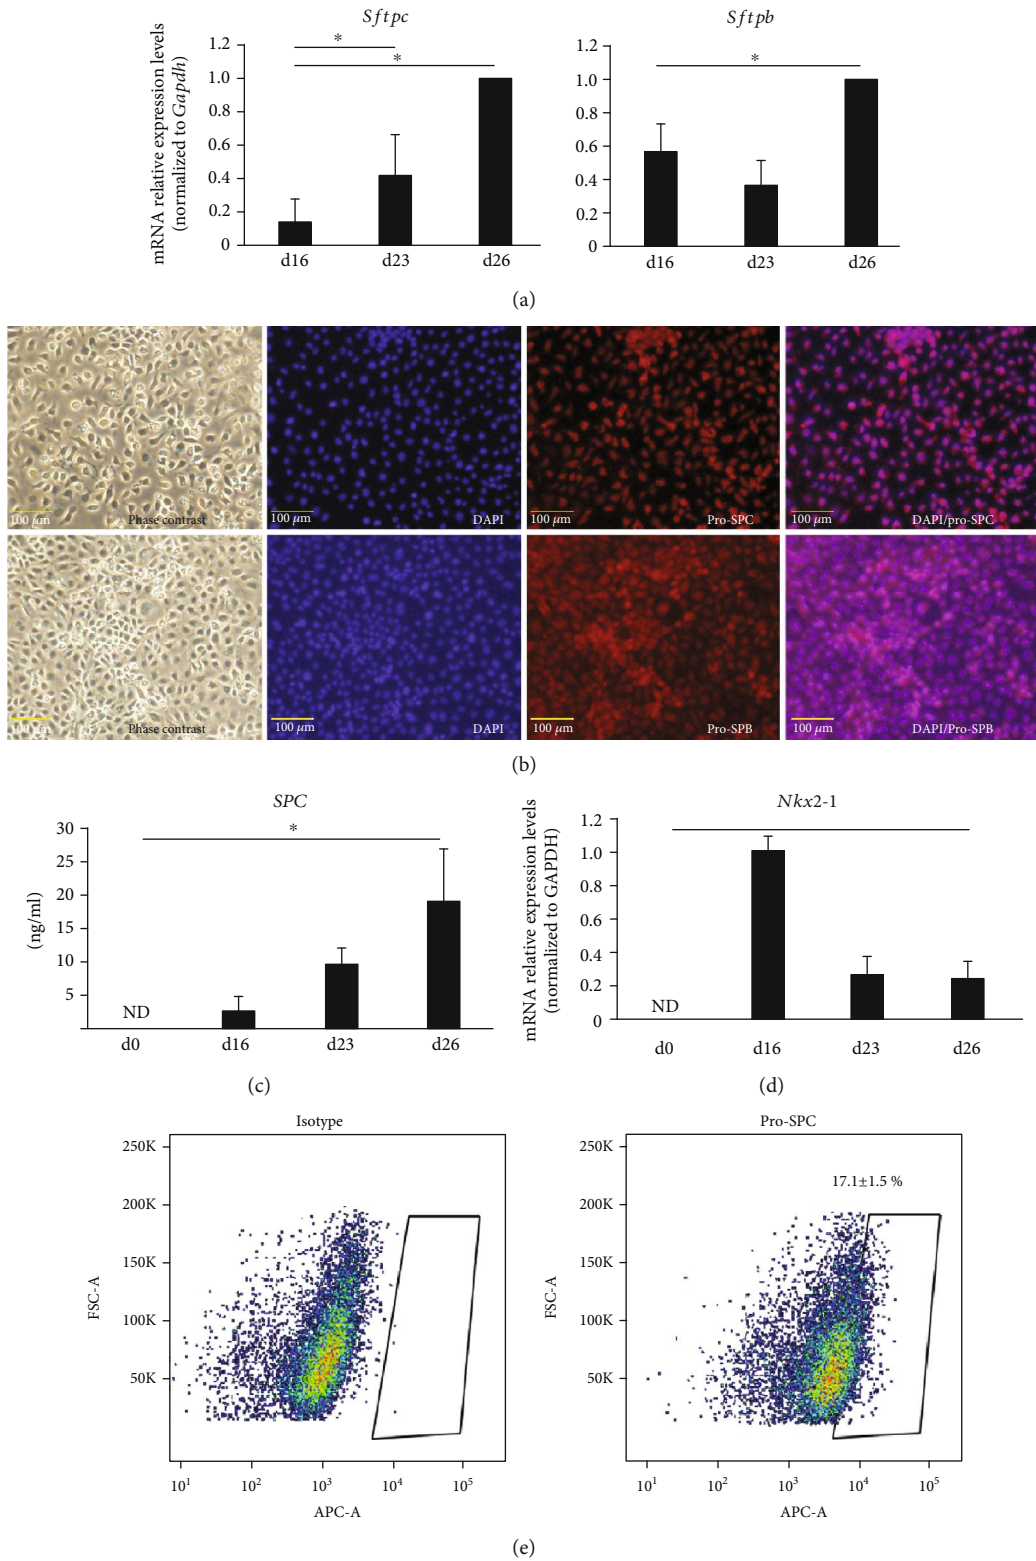 Sftpc
Sftpb
mRNA relative expression levels
(normalized to Gapdh)
1.2
1.0
0.8
0.6
0.4
0.2
0
*
*
d16 d23 d26
1.2
1.0
0.8
0.6
0.4
0.2
0
*
d16 d23 d26
(a)
100 μm Phase contrast
100 μm DAPI
100 μm Pro-SPC
100 μm DAPI/pro-SPC
100 μm Phase contrast
100 μm DAPI
100 μm Pro-SPB
100 μm DAPI/Pro-SPB
(b)
SPC
(ng/ml)
30
25
20
15
10
5
*
ND
d0 d16 d23 d26
(c)
Nkx2-1
mRNA relative expression levels
(normalized to GAPDH)
1.2
1.0
0.8
0.6
0.4
0.2
0
ND
d0 d16 d23 d26
(d)
Isotype
FSC-A
250K
200K
150K
100K
50K
10¹ 10² 10³ 10⁴ 10⁵
APC-A
Pro-SPC
17.1±1.5 %
FSC-A
250K
200K
150K
100K
50K
10¹ 10² 10³ 10⁴ 10⁵
APC-A
(e)